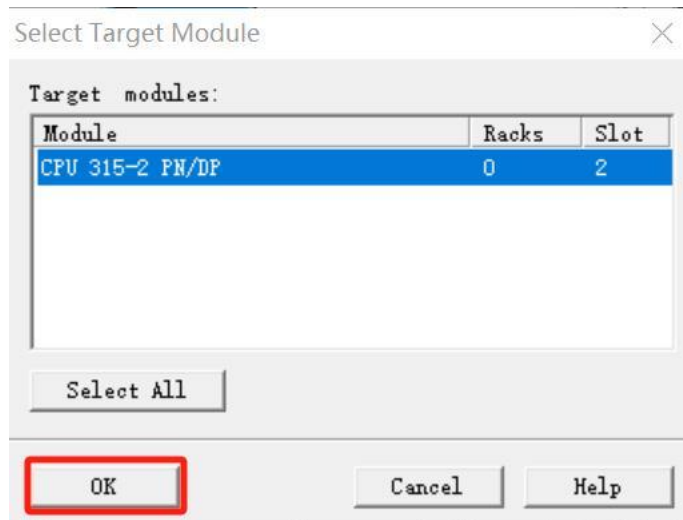 Select Target Module
Target modules:
Module Racks Slot
CPU 315-2 PN/DP 0 2
Select All
OK Cancel Help